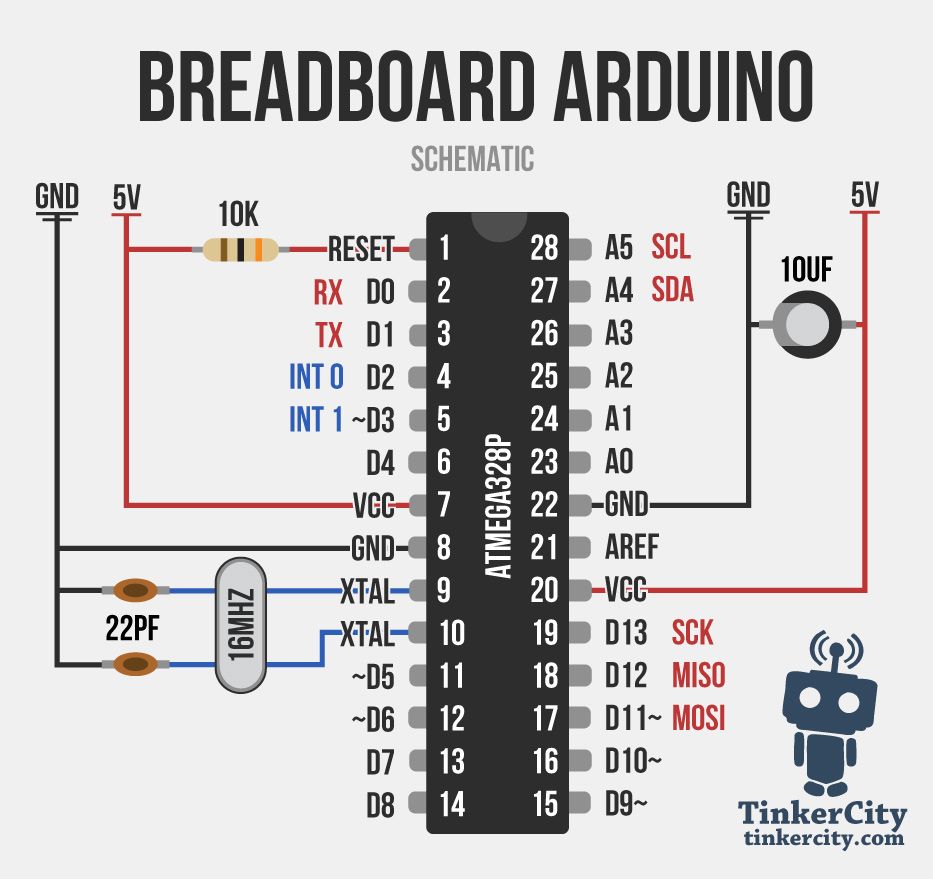 BREADBOARD ARDUINO
SCHEMATIC
GND 5V
10K
GND 5V
10UF
RESET 1 28 A5 SCL
RX D0 2 27 A4 SDA
TX D1 3 26 A3
INT 0 D2 4 25 A2
INT 1 ~D3 5 24 A1
D4 6 23 A0
VCC 7 22 GND
GND 8 21 AREF
XTAL 9 20 VCC
XTAL 10 19 D13 SCK
~D5 11 18 D12 MISO
~D6 12 17 D11~ MOSI
D7 13 16 D10~
D8 14 15 D9~
ATMEGA328P
22PF
16MHZ
TinkerCity
tinkercity.com